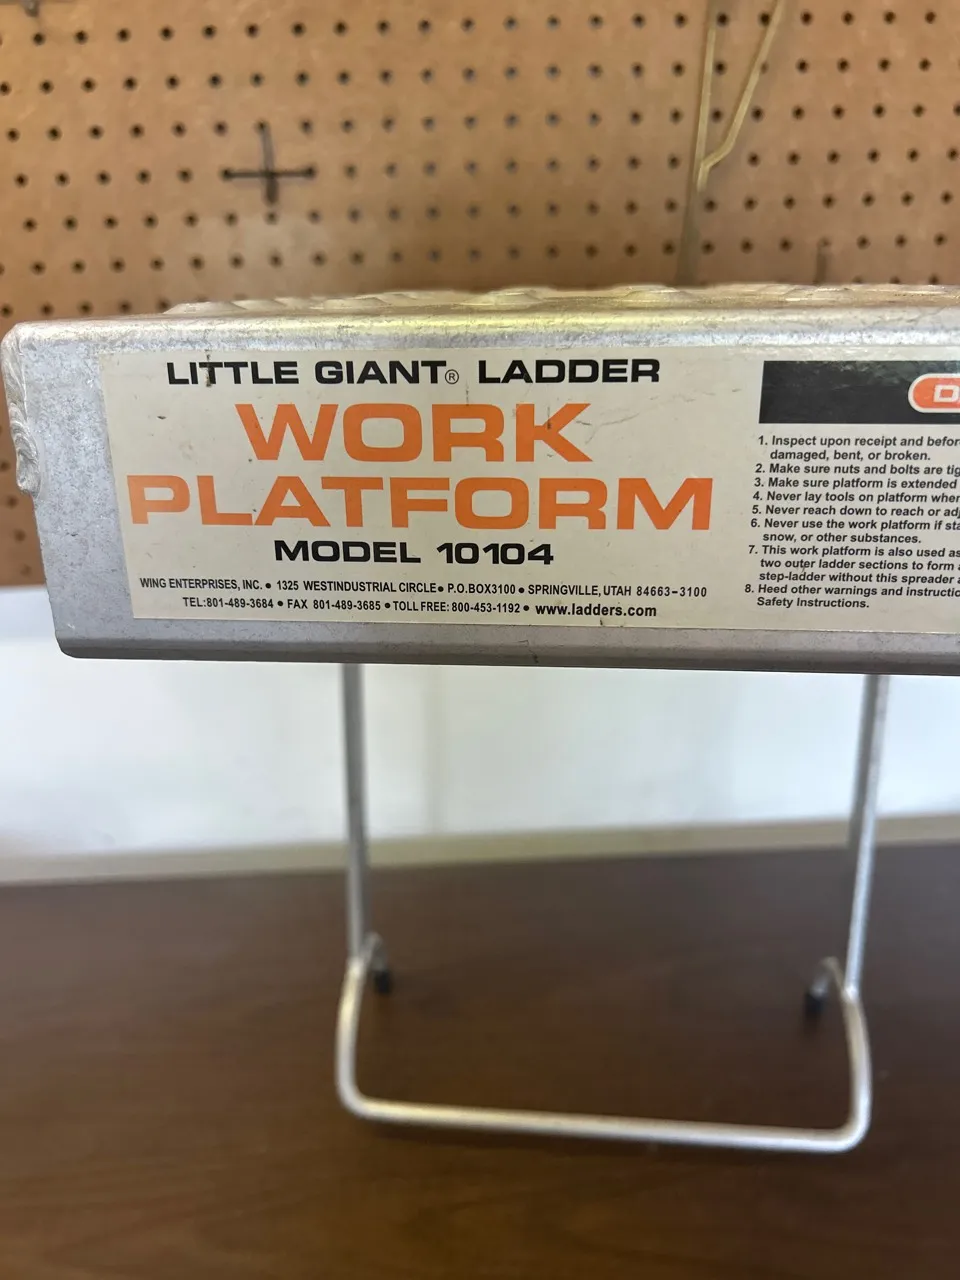 LITTLE GIANT® LADDER
WORK
PLATFORM
MODEL 10104
WING ENTERPRISES, INC. • 1325 WESTINDUSTRIAL CIRCLE • P.O.BOX3100 • SPRINGVILLE, UTAH 84663-3100
TEL:801-489-3684 • FAX 801-489-3685 • TOLL FREE: 800-453-1192 • www.ladders.com
1. Inspect upon receipt and
damaged, bent, or broken.
2. Make sure nuts and bolts are
3. Make sure platform is extended
4. Never lay tools on platform
5. Never reach down to reach or
6. Never use the work platform if
snow, or other substances.
7. This work platform is also used as
two outer ladder sections to form
step-ladder without this spreader
8. Heed other warnings and
Safety Instructions.